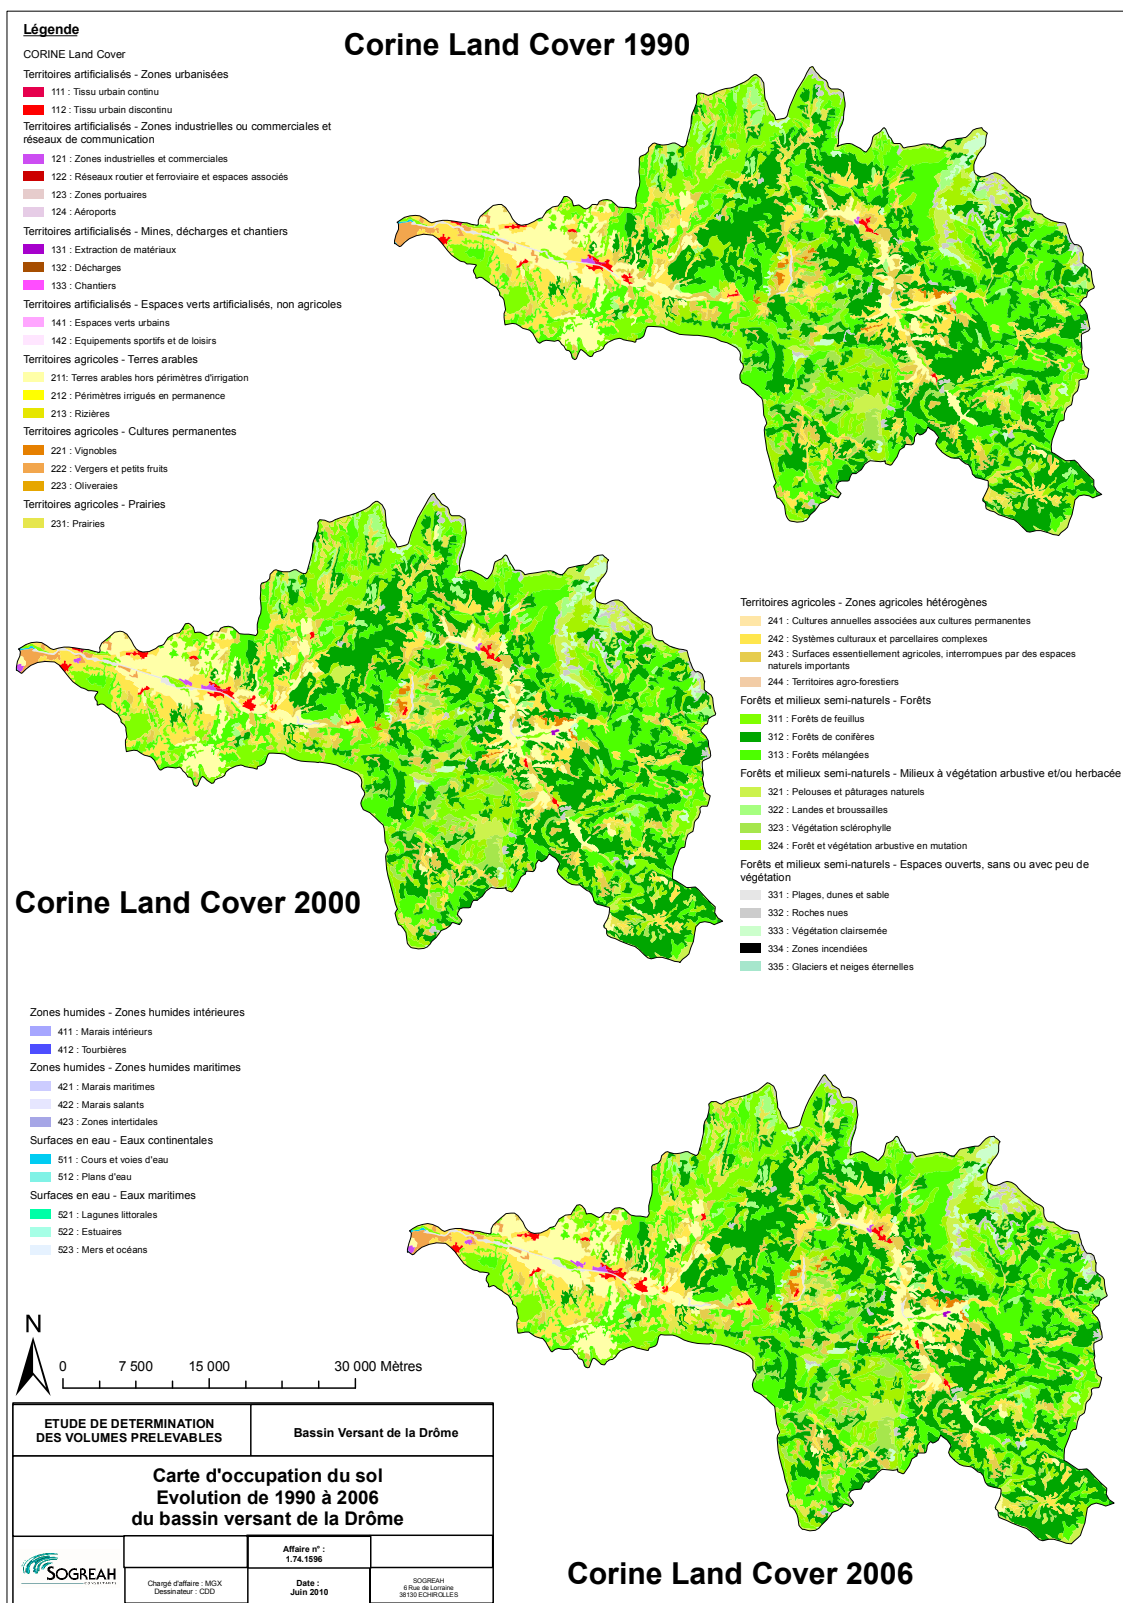 Légende
Corine Land Cover 1990
CORINE Land Cover
Territoires artificialisés - Zones urbanisées
111 : Tissu urbain continu
112 : Tissu urbain discontinu
Territoires artificialisés - Zones industrielles ou commerciales et
réseaux de communication
121 : Zones industrielles et commerciales
122 : Réseaux routier et ferroviaire et espaces associés
123 : Zones portuaires
124 : Aéroports
Territoires artificialisés - Mines, décharges et chantiers
131 : Extraction de matériaux
132 : Décharges
133 : Chantiers
Territoires artificialisés - Espaces verts artificialisés, non agricoles
141 : Espaces verts urbains
142 : Equipements sportifs et de loisirs
Territoires agricoles - Terres arables
211: Terres arables hors périmètres d'irrigation
212 : Périmètres irrigués en permanence
213 : Rizières
Territoires agricoles - Cultures permanentes
221 : Vignobles
222 : Vergers et petits fruits
223 : Oliveraies
Territoires agricoles - Prairies
231: Prairies
Territoires agricoles - Zones agricoles hétérogènes
241 : Cultures annuelles associées aux cultures permanentes
242 : Systèmes culturaux et parcellaires complexes
243 : Surfaces essentiellement agricoles, interrompues par des espaces
naturels importants
244 : Territoires agro-forestiers
Forêts et milieux semi-naturels - Forêts
311 : Forêts de feuillus
312 : Forêts de conifères
313 : Forêts mélangées
Forêts et milieux semi-naturels - Milieux à végétation arbustive et/ou herbacée
321 : Pelouses et pâturages naturels
322 : Landes et broussailles
323 : Végétation sclérophylle
324 : Forêt et végétation arbustive en mutation
Forêts et milieux semi-naturels - Espaces ouverts, sans ou avec peu de
végétation
331 : Plages, dunes et sable
332 : Roches nues
333 : Végétation clairsemée
334 : Zones incendiées
335 : Glaciers et neiges éternelles
Corine Land Cover 2000
Zones humides - Zones humides intérieures
411 : Marais intérieurs
412 : Tourbières
Zones humides - Zones humides maritimes
421 : Marais maritimes
422 : Marais salants
423 : Zones intertidales
Surfaces en eau - Eaux continentales
511 : Cours et voies d'eau
512 : Plans d'eau
Surfaces en eau - Eaux maritimes
521 : Lagunes littorales
522 : Estuaires
523 : Mers et océans
N
0 7 500 15 000 30 000 Mètres
ETUDE DE DETERMINATION
DES VOLUMES PRELEVABLES
Bassin Versant de la Drôme
Carte d'occupation du sol
Evolution de 1990 à 2006
du bassin versant de la Drôme
SOGREAH
CONSULTANTS
Chargé d'affaire : MGX
Dessinateur : CDD
Affaire n° :
1.74.1596
Date :
Juin 2010
SOGREAH
6 Rue de Lorraine
38130 ECHIROLLES
Corine Land Cover 2006